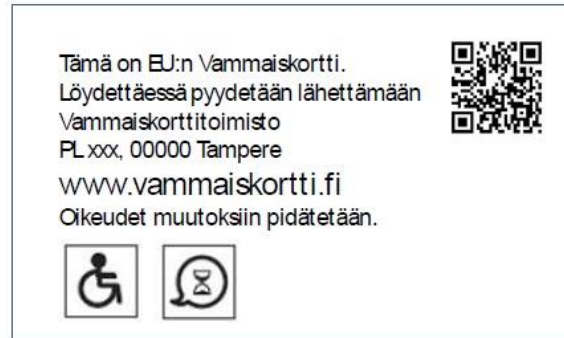 Tämä on EU:n Vammaiskortti.
Löydettäessä pyydetään lähettämään
Vammaiskorttitoimisto
PL xxx, 00000 Tampere
www.vammaiskortti.fi
Oikeudet muutoksiin pidätetään.